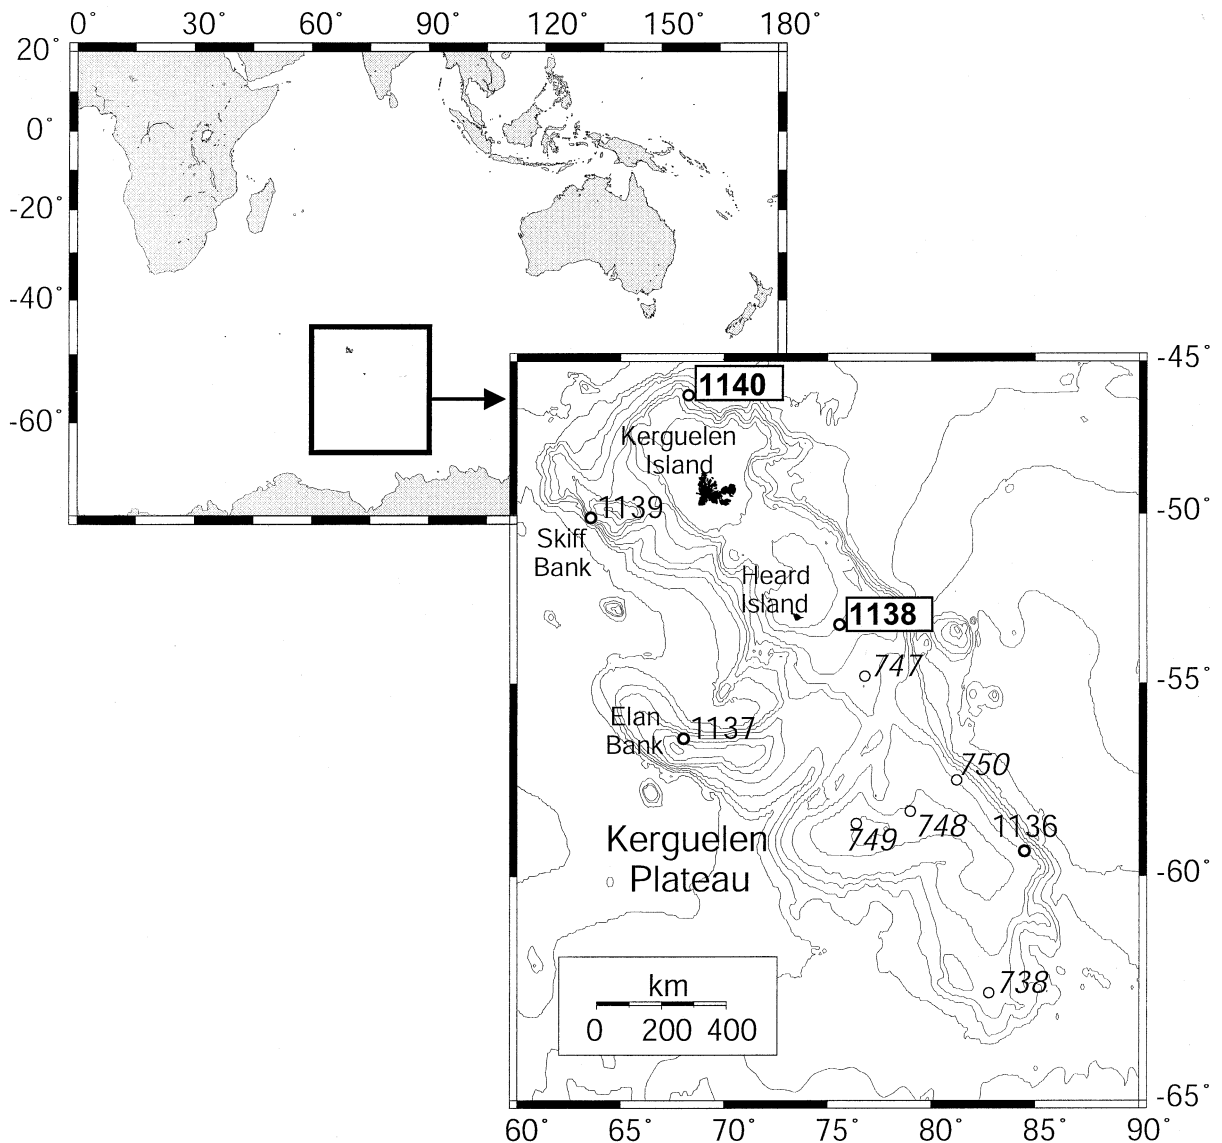 0° 30° 60° 90° 120° 150° 180°
20°
0°
-20°
-40°
-60°
-45°
1140
Kerguelen
Island
1139
-50°
Skiff
Bank
Heard
Island
1138
747
-55°
Elan
Bank
1137
750
1136
748
749
Kerguelen
Plateau
-60°
738
km
0 200 400
-65°
60° 65° 70° 75° 80° 85° 90°